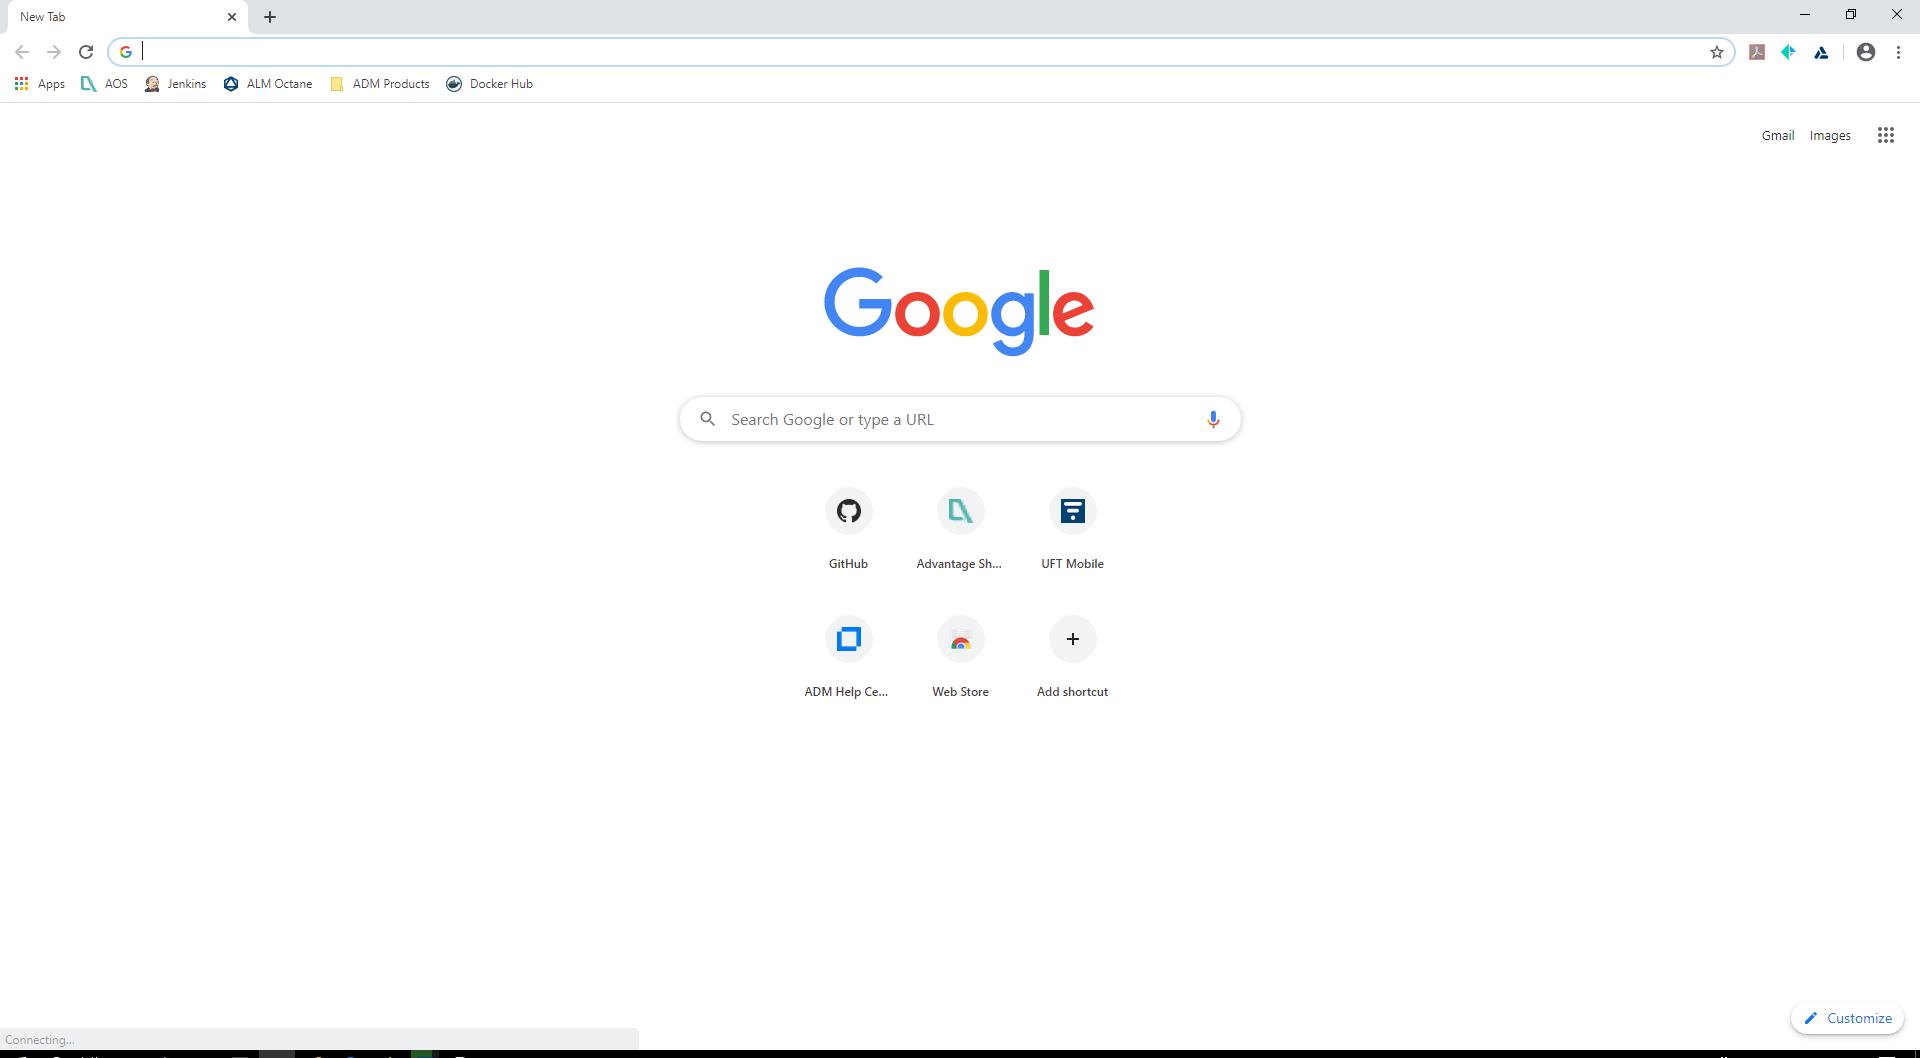 New Tab
Apps AOS Jenkins ALM Octane ADM Products Docker Hub
Gmail Images
Google
Search Google or type a URL
GitHub Advantage Sh... UFT Mobile
ADM Help Ce... Web Store Add shortcut
Customize
Connecting...